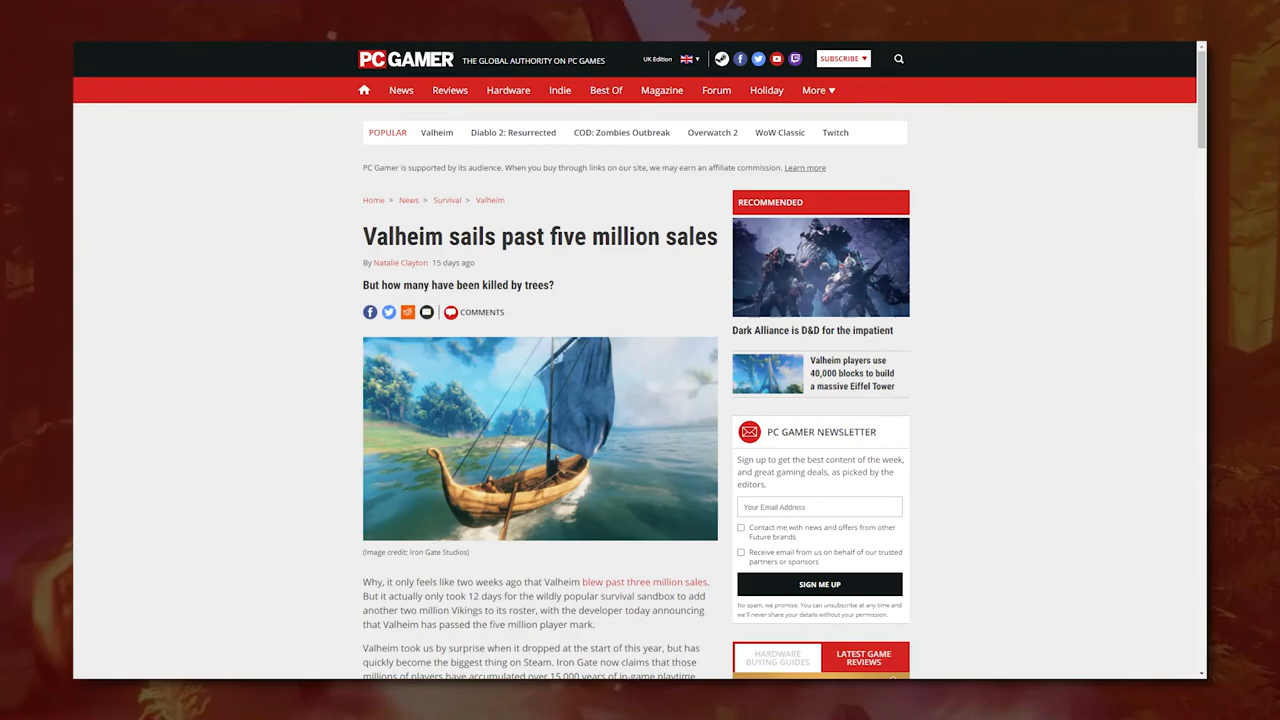 PC GAMER THE GLOBAL AUTHORITY ON PC GAMES UK Edition SUBSCRIBE
News Reviews Hardware Indie Best Of Magazine Forum Holiday More
POPULAR Valheim Diablo 2: Resurrected COD: Zombies Outbreak Overwatch 2 WoW Classic Twitch
PC Gamer is supported by its audience. When you buy through links on our site, we may earn an affiliate commission. Learn more
Home > News > Survival > Valheim
Valheim sails past five million sales
By Natalie Clayton 15 days ago
But how many have been killed by trees?
COMMENTS
(Image credit: Iron Gate Studios)
Why, it only feels like two weeks ago that Valheim blew past three million sales.
But it actually only took 12 days for the wildly popular survival sandbox to add
another two million Vikings to its roster, with the developer today announcing
that Valheim has passed the five million player mark.
Valheim took us by surprise when it dropped at the start of this year, but has
quickly become the biggest thing on Steam. Iron Gate now claims that those
millions of players have accumulated over 15,000 years of in-game playtime
RECOMMENDED
Dark Alliance is D&D for the impatient
Valheim players use
40,000 blocks to build
a massive Eiffel Tower
PC GAMER NEWSLETTER
Sign up to get the best content of the week,
and great gaming deals, as picked by the
editors.
Your Email Address
Contact me with news and offers from other
Future brands
Receive email from us on behalf of our trusted
partners or sponsors
SIGN ME UP
No spam, we promise. You can unsubscribe at any time and
we'll never share your details without your permission.
HARDWARE
BUYING GUIDES
LATEST GAME
REVIEWS